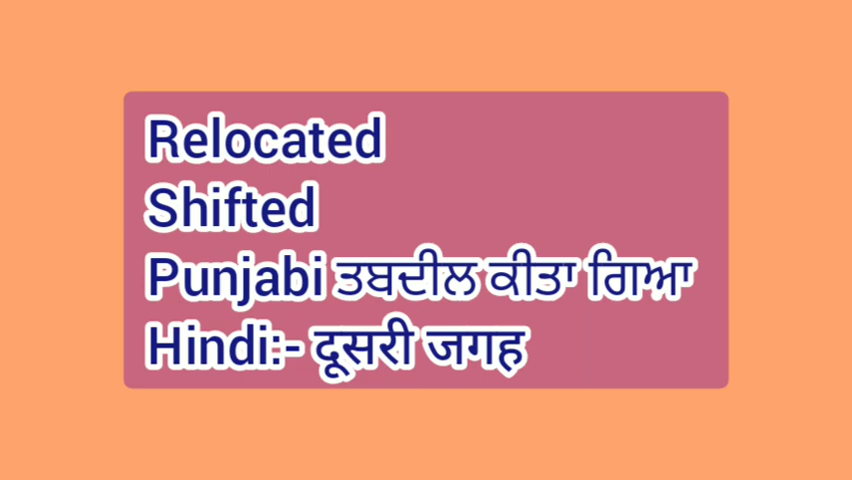 Relocated
Shifted
Punjabi ਤਬਦੀਲ ਕੀਤਾ ਗਿਆ
Hindi:- दूसरी जगह